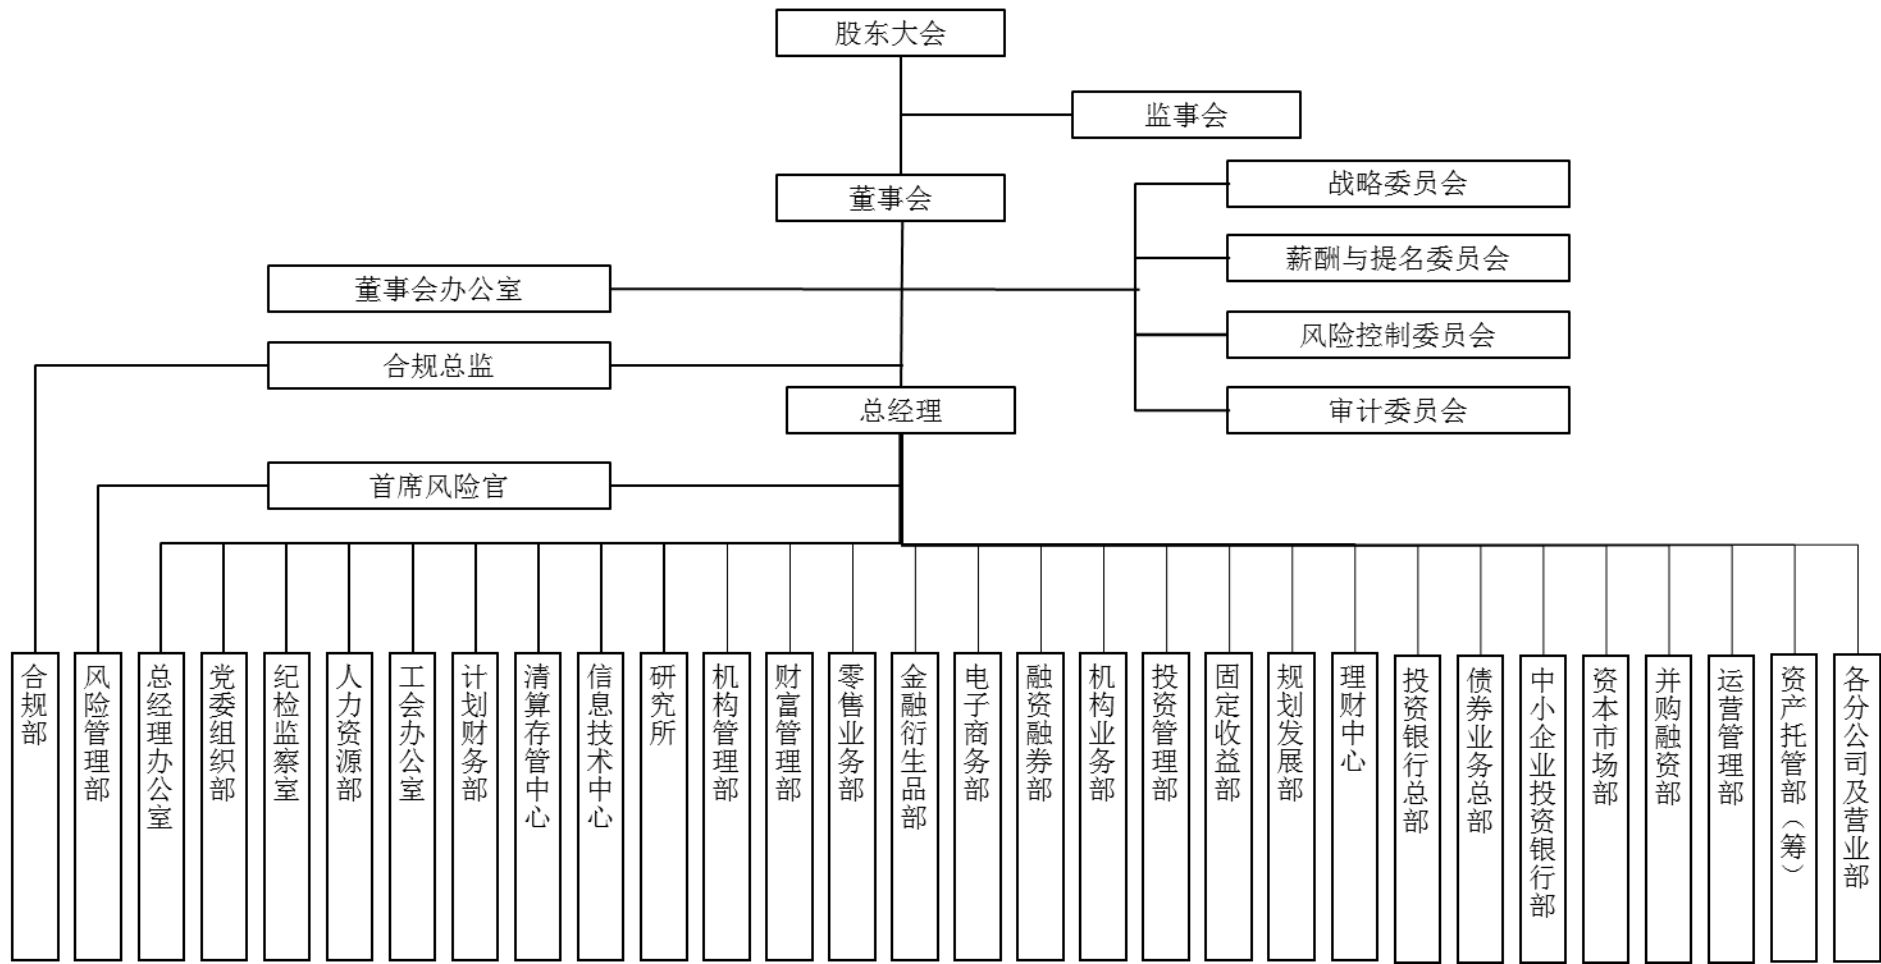 股东大会
监事会
董事会
战略委员会
薪酬与提名委员会
董事会办公室
风险控制委员会
合规总监
总经理
审计委员会
首席风险官
合规部
风险管理部
总经理办公室
党委组织部
纪检监察室
人力资源部
工会办公室
计划财务部
清算存管中心
信息技术中心
研究所
机构管理部
财富管理部
零售业务部
金融衍生品部
电子商务部
融资融券部
机构业务部
投资管理部
固定收益部
规划发展部
理财中心
投资银行总部
债券业务总部
中小企业投资银行部
资本市场部
并购融资部
运营管理部
资产托管部（筹）
各分公司及营业部